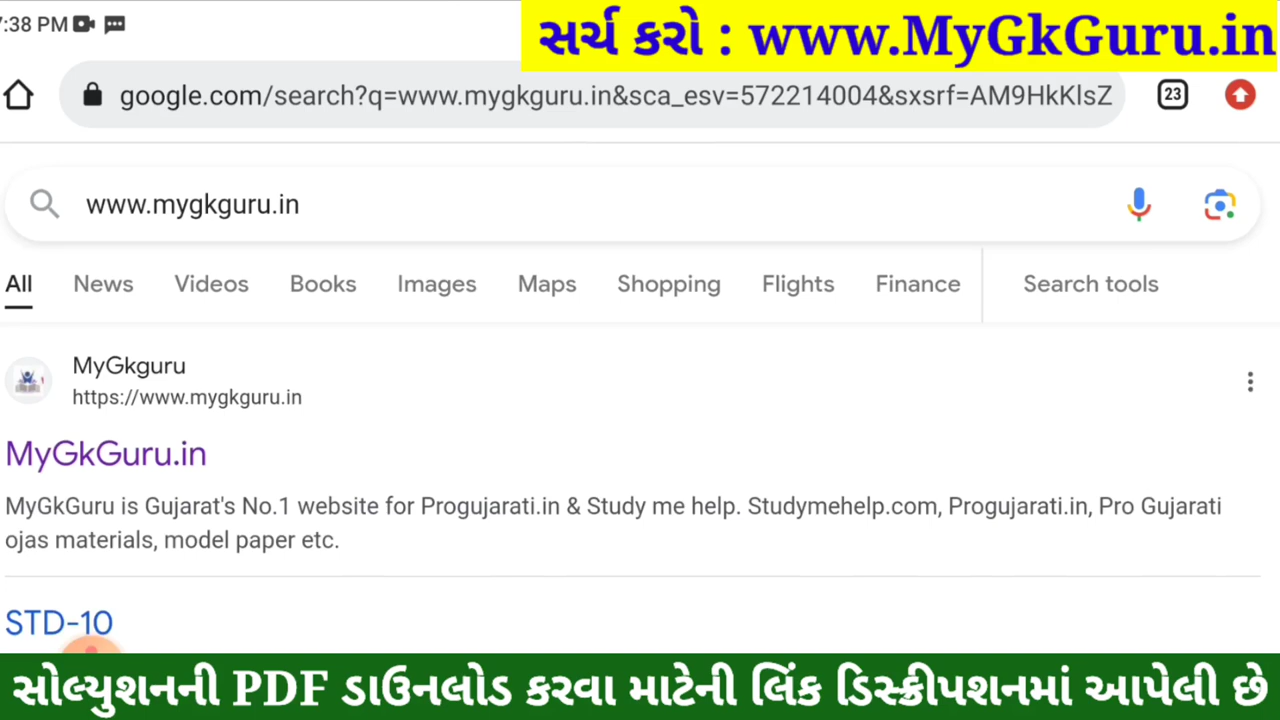 :38 PM
સર્ચ કરો : www.MyGkGuru.in
google.com/search?q=www.mygkguru.in&sca_esv=572214004&sxsrf=AM9HkKlsZ
23
www.mygkguru.in
All News Videos Books Images Maps Shopping Flights Finance Search tools
MyGkguru
https://www.mygkguru.in
MyGkGuru.in
MyGkGuru is Gujarat's No.1 website for Progujarati.in & Study me help. Studymehelp.com, Progujarati.in, Pro Gujarati
ojas materials, model paper etc.
STD-10
સોલ્યુશનની PDF ડાઉનલોડ કરવા માટેની લિંક ડિસ્ક્રીપશનમાં આપેલી છે